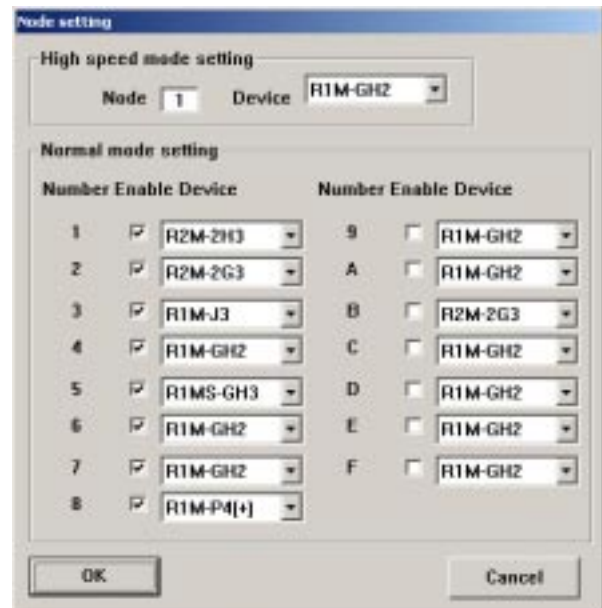 Node setting
High speed mode setting
Node 1 Device R1M-GH2
Normal mode setting
Number Enable Device Number Enable Device
1 R2M-2H3 9 R1M-GH2
2 R2M-2G3 A R1M-GH2
3 R1M-J3 B R2M-2G3
4 R1M-GH2 C R1M-GH2
5 R1MS-GH3 D R1M-GH2
6 R1M-GH2 E R1M-GH2
7 R1M-GH2 F R1M-GH2
8 R1M-P4[+]
OK Cancel